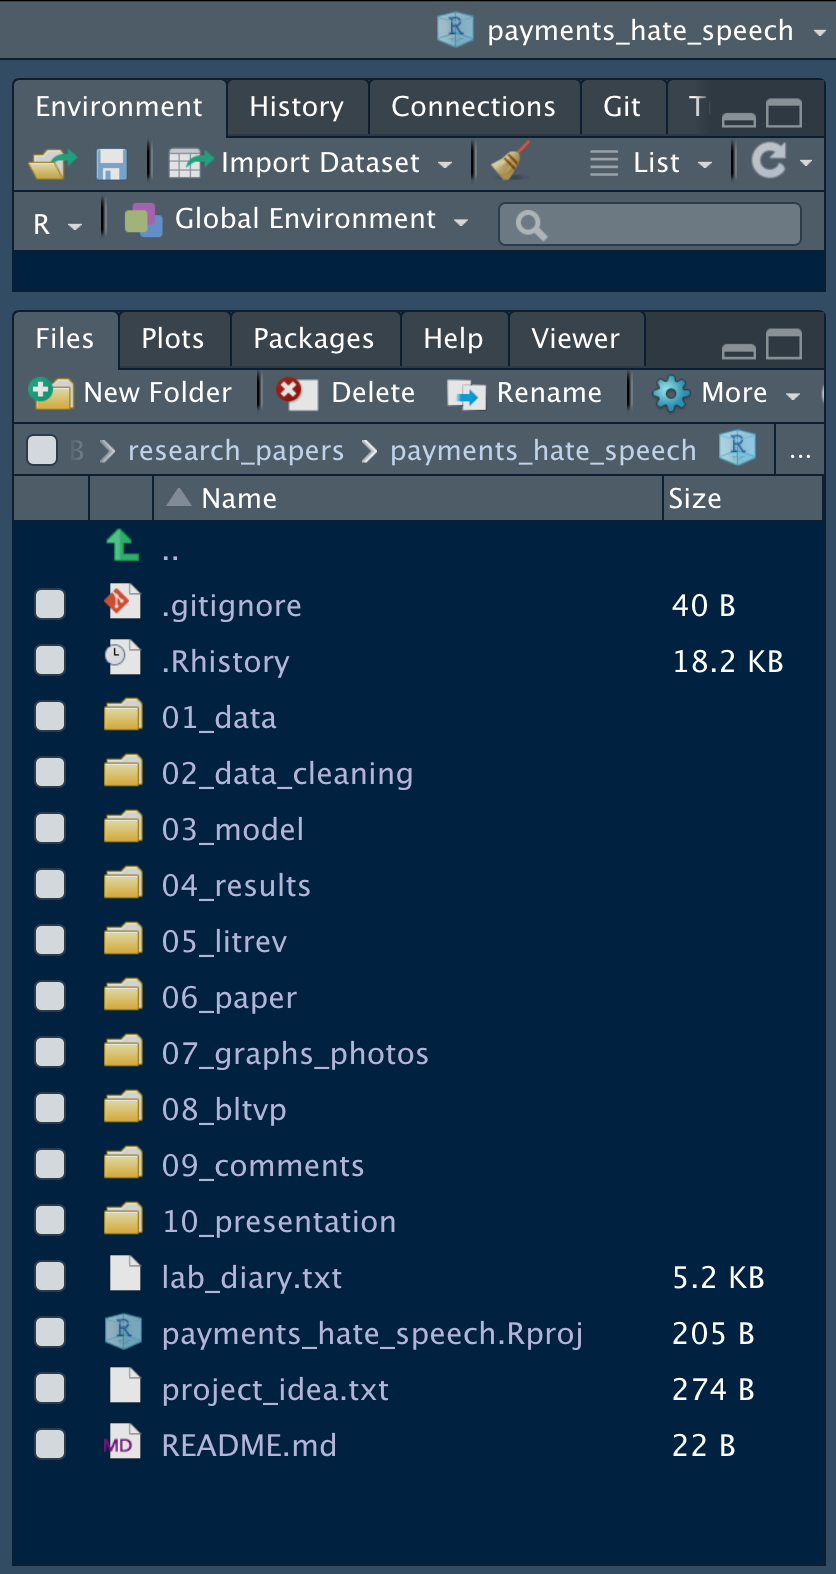 payments_hate_speech
Environment History Connections Git T
Import Dataset List
R Global Environment
Files Plots Packages Help Viewer
New Folder Delete Rename More
research_papers payments_hate_speech ...
Name Size
..
.gitignore 40 B
.Rhistory 18.2 KB
01_data
02_data_cleaning
03_model
04_results
05_litrev
06_paper
07_graphs_photos
08_bltvp
09_comments
10_presentation
lab_diary.txt 5.2 KB
payments_hate_speech.Rproj 205 B
project_idea.txt 274 B
MD README.md 22 B